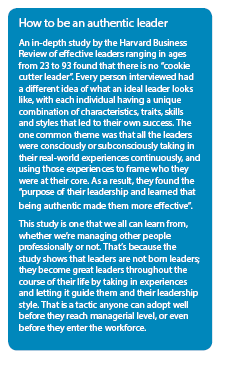 How to be an authentic leader
An in-depth study by the Harvard Business
Review of effective leaders ranging in ages
from 23 to 93 found that there is no “cookie
cutter leader”. Every person interviewed had
a different idea of what an ideal leader looks
like, with each individual having a unique
combination of characteristics, traits, skills
and styles that led to their own success. The
one common theme was that all the leaders
were consciously or subconsciously taking in
their real-world experiences continuously, and
using those experiences to frame who they
were at their core. As a result, they found the
“purpose of their leadership and learned that
being authentic made them more effective”.
This study is one that we all can learn from,
whether we’re managing other people
professionally or not. That’s because the
study shows that leaders are not born leaders;
they become great leaders throughout the
course of their life by taking in experiences
and letting it guide them and their leadership
style. That is a tactic anyone can adopt well
before they reach managerial level, or even
before they enter the workforce.